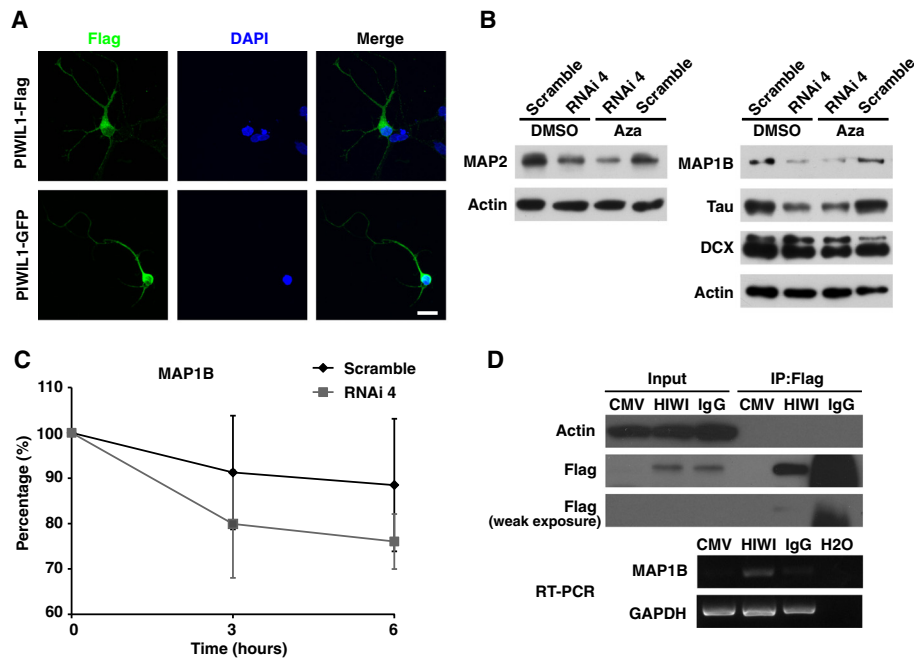 A
Flag DAPI Merge
PIWIL1-Flag
PIWIL1-GFP
B
Scramble RNAi 4 RNAi 4 Scramble
DMSO Aza
MAP2
Actin
Scramble RNAi 4 RNAi 4 Scramble
DMSO Aza
MAP1B
Tau
DCX
Actin
C
MAP1B
Scramble
RNAi 4
Percentage (%)
110
100
90
80
70
60
0 3 6
Time (hours)
D
Input IP:Flag
CMV HIWI IgG CMV HIWI IgG
Actin
Flag
Flag
(weak exposure)
CMV HIWI IgG H2O
RT-PCR
MAP1B
GAPDH